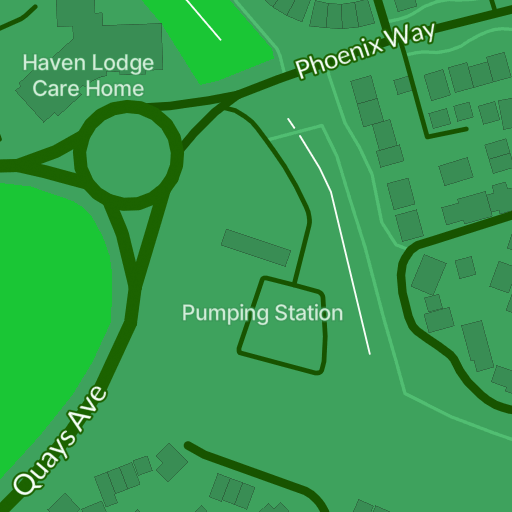 Phoenix Way
Haven Lodge
Care Home
Pumping Station
Quays Ave